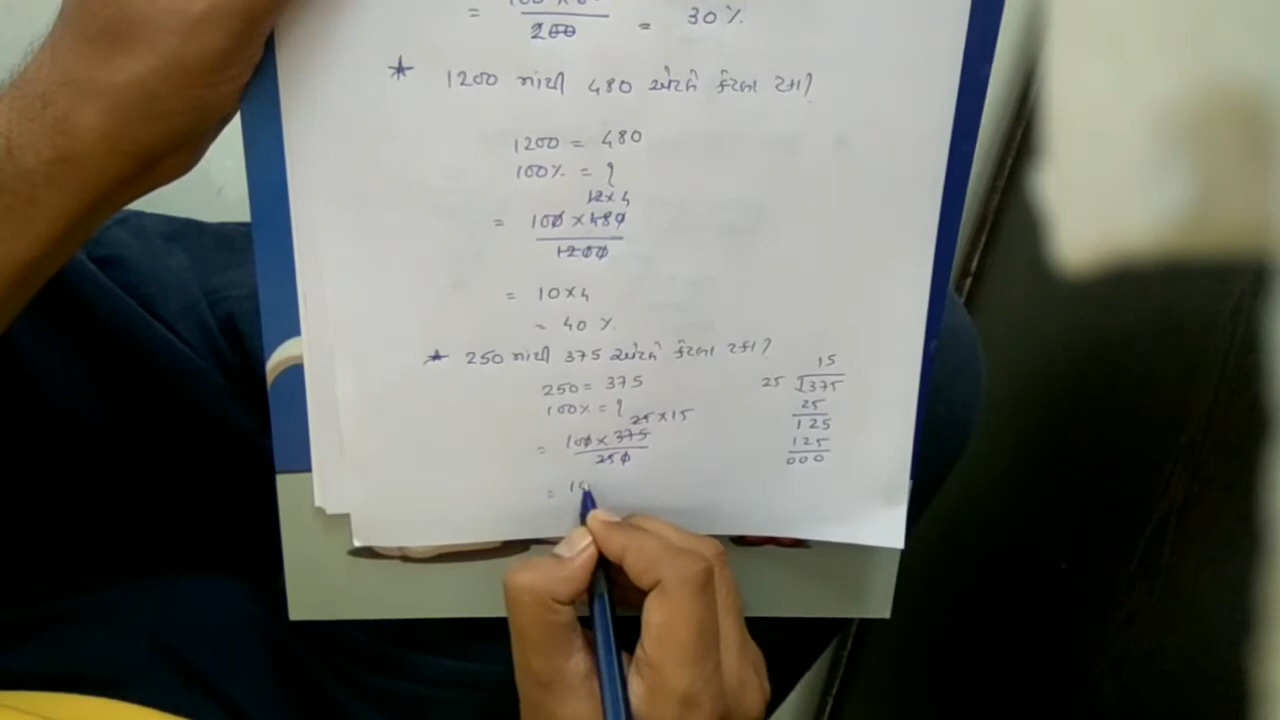 = 200 = 30%
* 1200 માંથી 480 એટલે કેટલા ટકા?
1200 = 480
100% = ?
12×4
= 100 × 480
1200
= 10×4
= 40%
* 250 માંથી 375 એટલે કેટલા ટકા?
250 = 375
100% = ?
25×15
= 100 × 375
250
=
15
25 √375
25
125
125
000